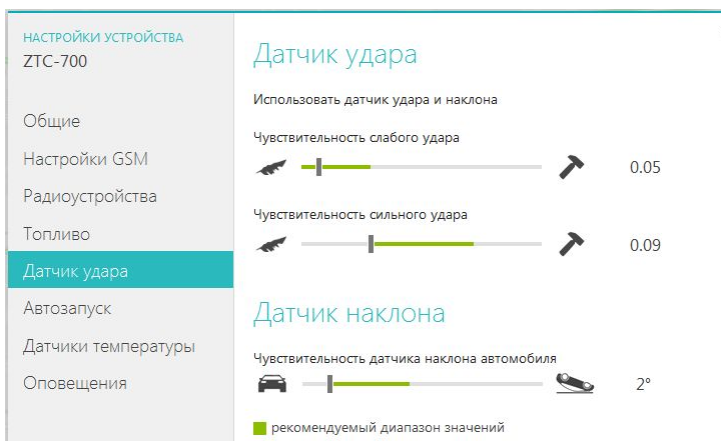 НАСТРОЙКИ УСТРОЙСТВА
ZTC-700
Общие
Настройки GSM
Радиоустройства
Топливо
Датчик удара
Автозапуск
Датчики температуры
Оповещения
Датчик удара
Использовать датчик удара и наклона
Чувствительность слабого удара
0.05
Чувствительность сильного удара
0.09
Датчик наклона
Чувствительность датчика наклона автомобиля
2°
рекомендуемый диапазон значений